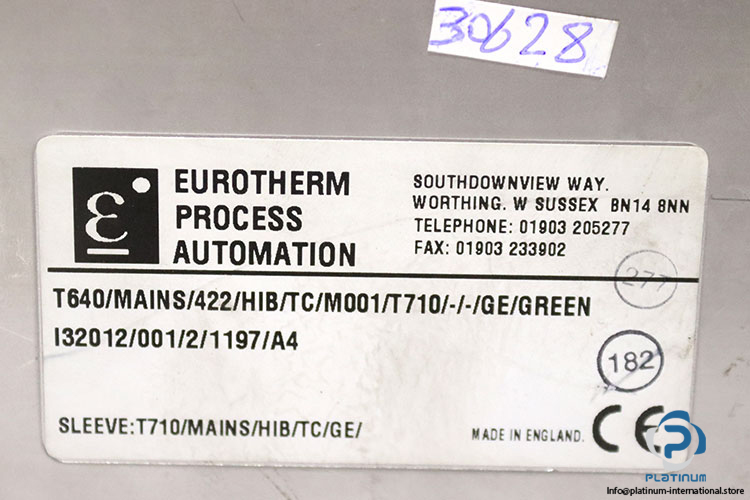 30628
EUROTHERM
PROCESS
AUTOMATION
SOUTHDOWNVIEW WAY.
WORTHING. W SUSSEX BN14 8NN
TELEPHONE: 01903 205277
FAX: 01903 233902
277
T640/MAINS/422/HIB/TC/M001/T710/-/-/GE/GREEN
I32012/001/2/1197/A4
182
SLEEVE:T710/MAINS/HIB/TC/GE/
MADE IN ENGLAND.
CE
PLATINUM
Info@platinum-international.store